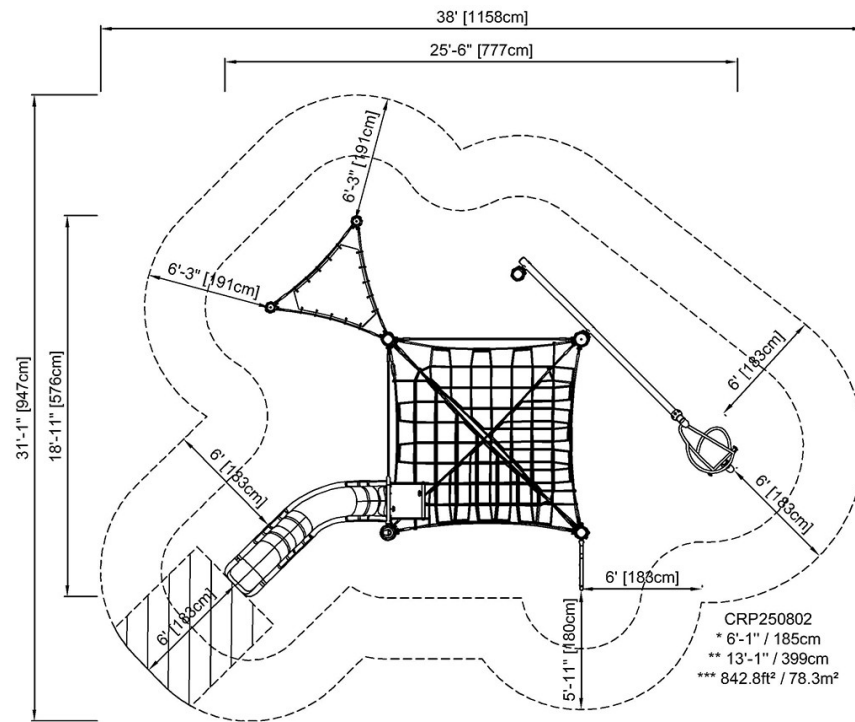 38' [1158cm]
25'-6" [777cm]
31'-1" [947cm]
18'-11" [576cm]
6'-3" [191cm]
6'-3" [191cm]
6' [183cm]
6' [183cm]
6' [183cm]
6' [183cm]
6' [183cm]
5'-11" [180cm]
CRP250802
* 6'-1" / 185cm
** 13'-1" / 399cm
*** 842.8ft² / 78.3m²